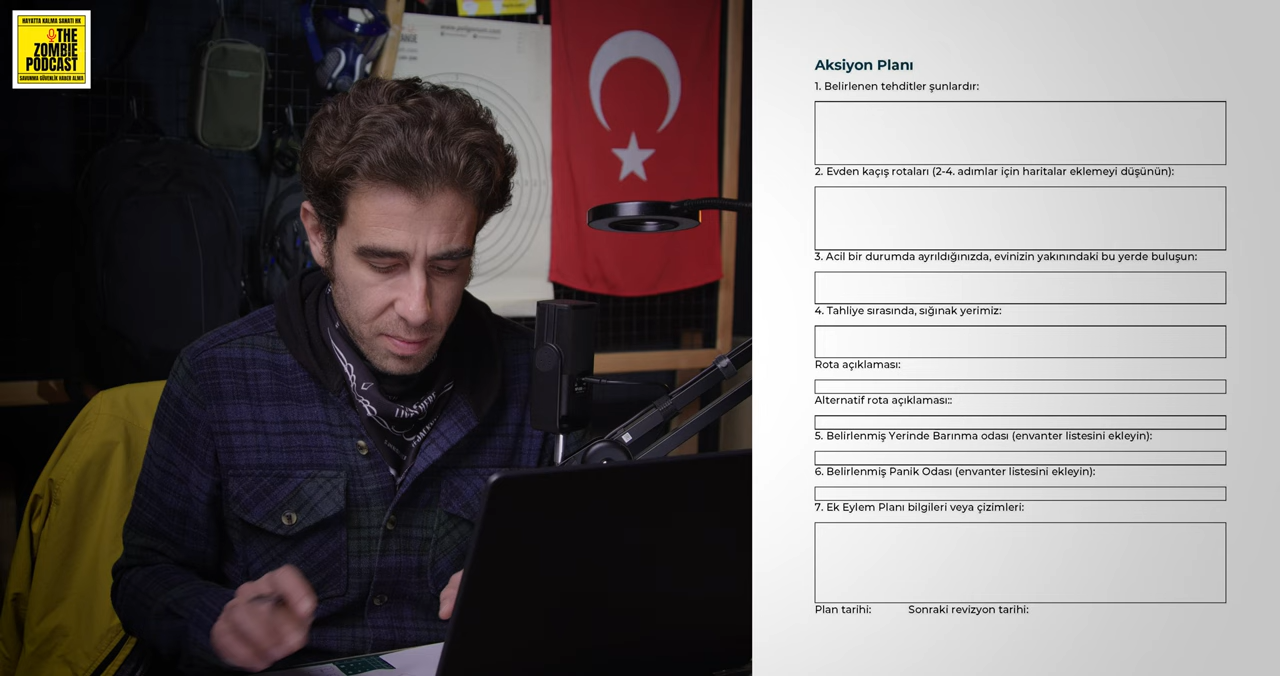 HAYATTA KALMA SANATI HK
THE
ZOMBIE
PODCAST
SAVUNMA GÜVENLİK HABER ALMA
Aksiyon Planı
1. Belirlenen tehditler şunlardır:
2. Evden kaçış rotaları (2-4. adımlar için haritalar eklemeyi düşünün):
3. Acil bir durumda ayrıldığınızda, evinizin yakınındaki bu yerde buluşun:
4. Tahliye sırasında, sığınak yerimiz:
Rota açıklaması:
Alternatif rota açıklaması::
5. Belirlenmiş Yerinde Barınma odası (envanter listesini ekleyin):
6. Belirlenmiş Panik Odası (envanter listesini ekleyin):
7. Ek Eylem Planı bilgileri veya çizimleri:
Plan tarihi: Sonraki revizyon tarihi: